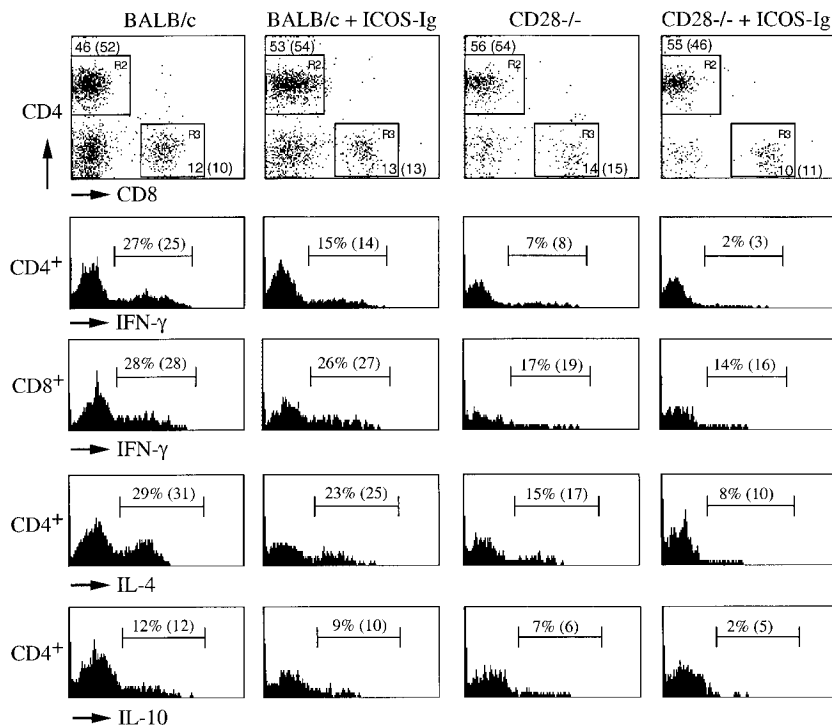 BALB/c BALB/c + ICOS-Ig CD28-/- CD28-/- + ICOS-Ig
46 (52) 53 (54) 56 (54) 55 (46)
R2 R2 R2 R2
CD4
R3 R3 R3 R3
12 (10) 13 (13) 14 (15) 10 (11)
CD8
27% (25) 15% (14) 7% (8) 2% (3)
CD4+
IFN-γ
28% (28) 26% (27) 17% (19) 14% (16)
CD8+
IFN-γ
29% (31) 23% (25) 15% (17) 8% (10)
CD4+
IL-4
12% (12) 9% (10) 7% (6) 2% (5)
CD4+
IL-10